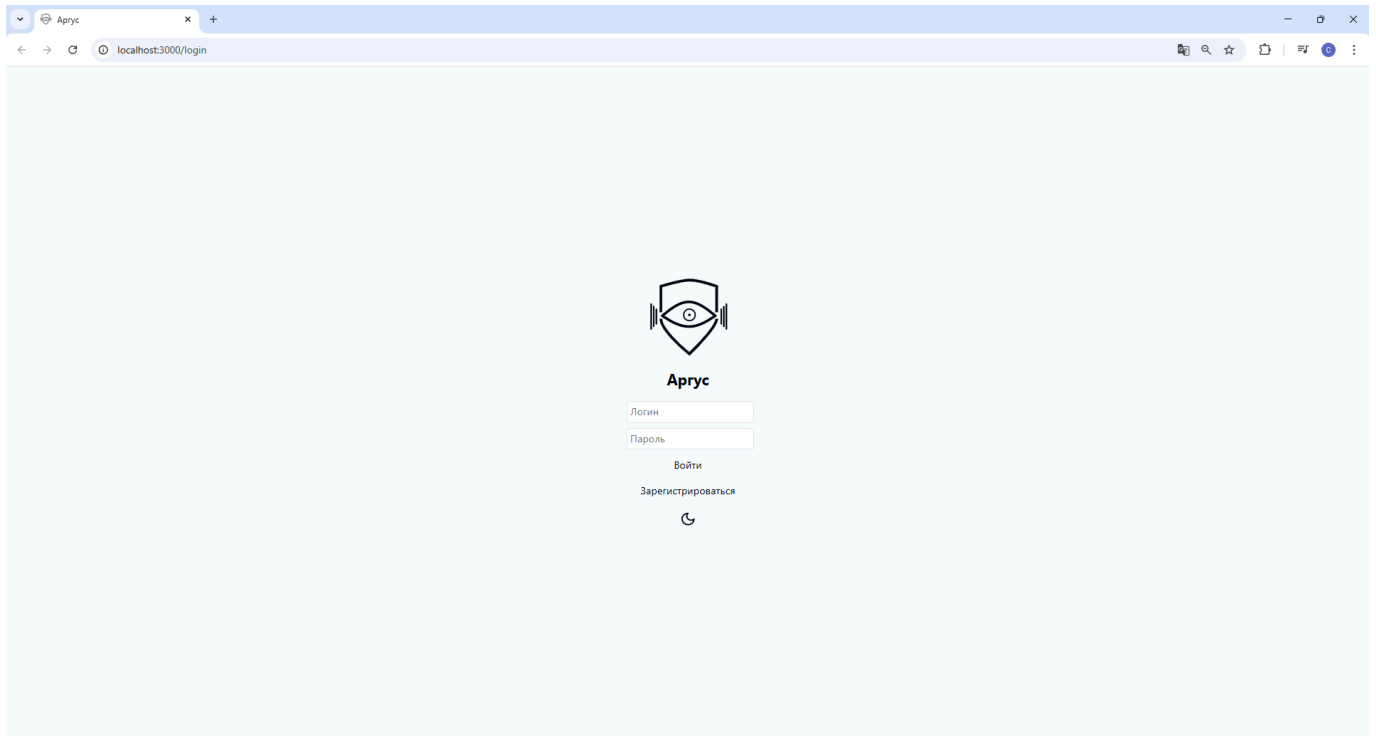 Аргус
localhost:3000/login
C
Аргус
Логин
Пароль
Войти
Зарегистрироваться